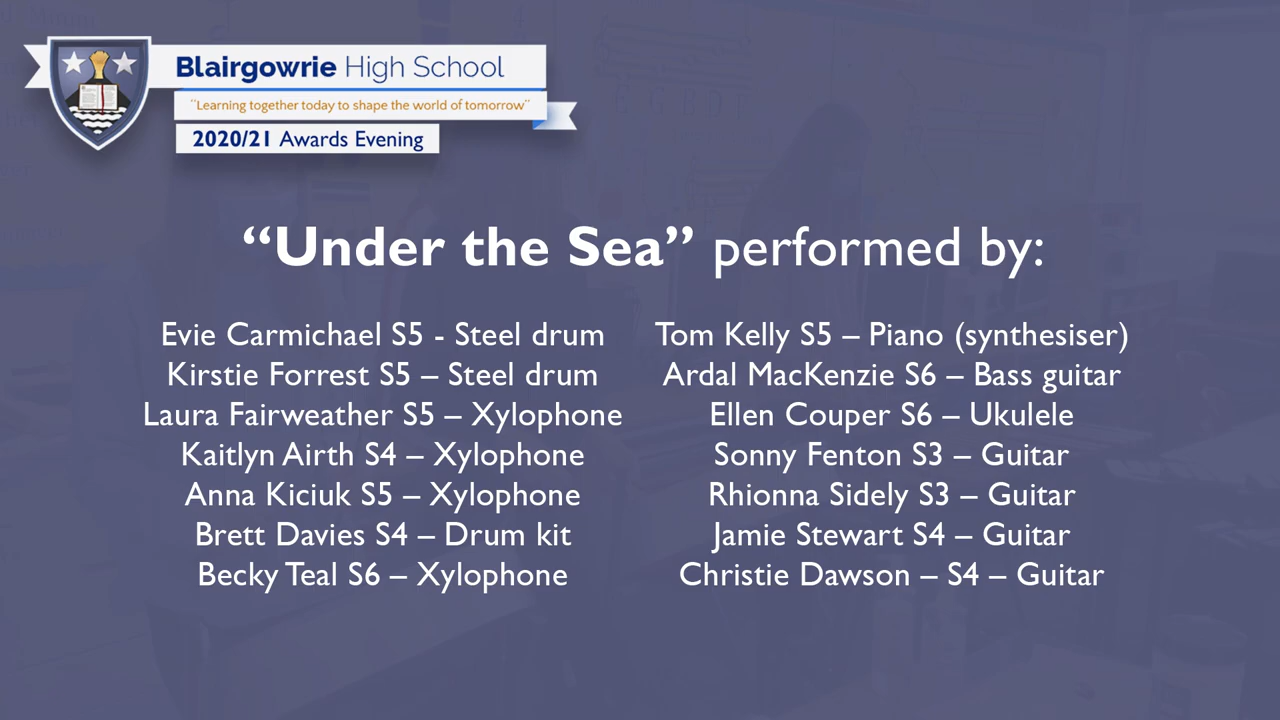 Blairgowrie High School
"Learning together today to shape the world of tomorrow"
2020/21 Awards Evening
“Under the Sea” performed by:
Evie Carmichael S5 - Steel drum
Kirstie Forrest S5 – Steel drum
Laura Fairweather S5 – Xylophone
Kaitlyn Airth S4 – Xylophone
Anna Kiciuk S5 – Xylophone
Brett Davies S4 – Drum kit
Becky Teal S6 – Xylophone
Tom Kelly S5 – Piano (synthesiser)
Ardal MacKenzie S6 – Bass guitar
Ellen Couper S6 – Ukulele
Sonny Fenton S3 – Guitar
Rhionna Sidely S3 – Guitar
Jamie Stewart S4 – Guitar
Christie Dawson – S4 – Guitar